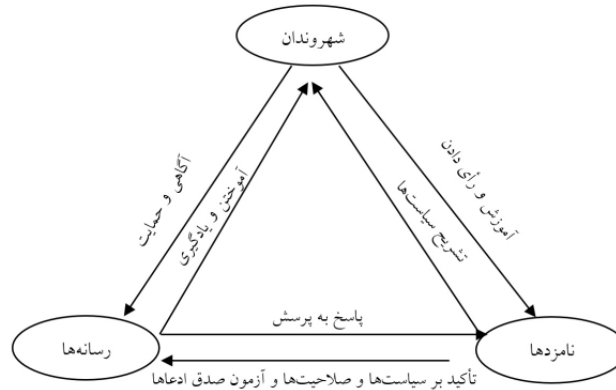 شهروندان
آگاهی و حمایت
آموختن و یادگیری
تشریح سیاست‌ها
آموزش و رأی دادن
پاسخ به پرسش
رسانه‌ها
نامزدها
تأکید بر سیاست‌ها و صلاحیت‌ها و آزمون صدق ادعاها